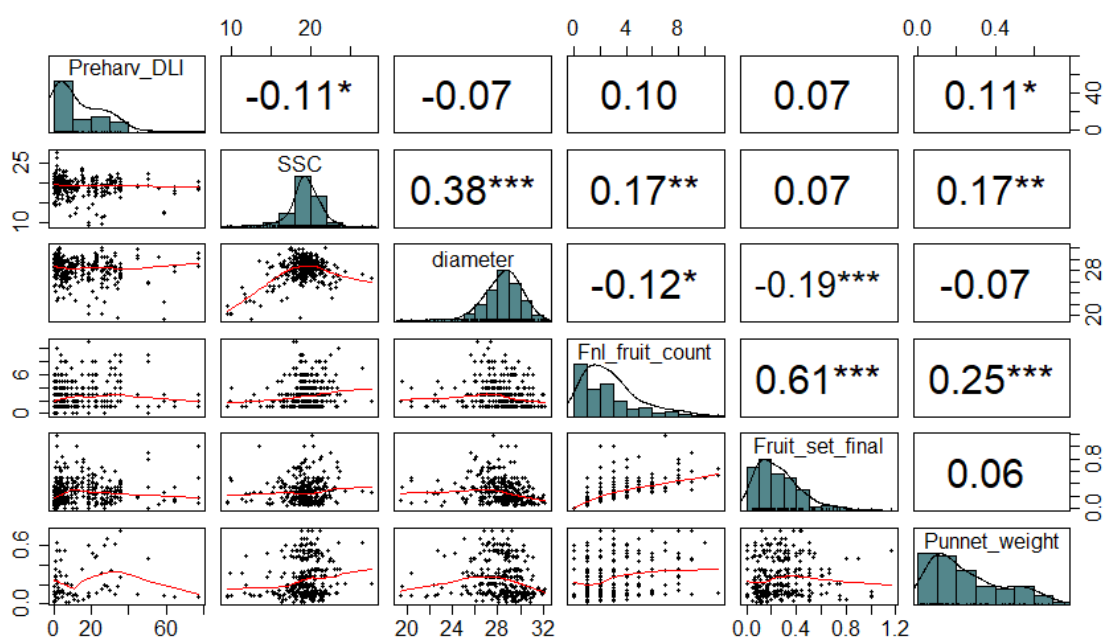 10 20
0 4 8
0.0 0.4
Preharv_DLI
-0.11*
-0.07
0.10
0.07
0.11*
0 40
10 25
SSC
0.38***
0.17**
0.07
0.17**
diameter
-0.12*
-0.19***
-0.07
20 24 28
0 6
Fnl_fruit_count
0.61***
0.25***
Fruit_set_final
0.06
0.0 0.4 0.8
0.0 0.6
Punnet_weight
0 20 60
20 24 28 32
0.0 0.4 0.8 1.2